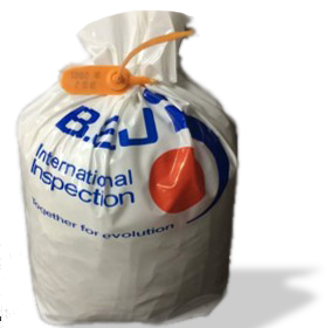 B.E.J
International
Inspection
Together for evolution